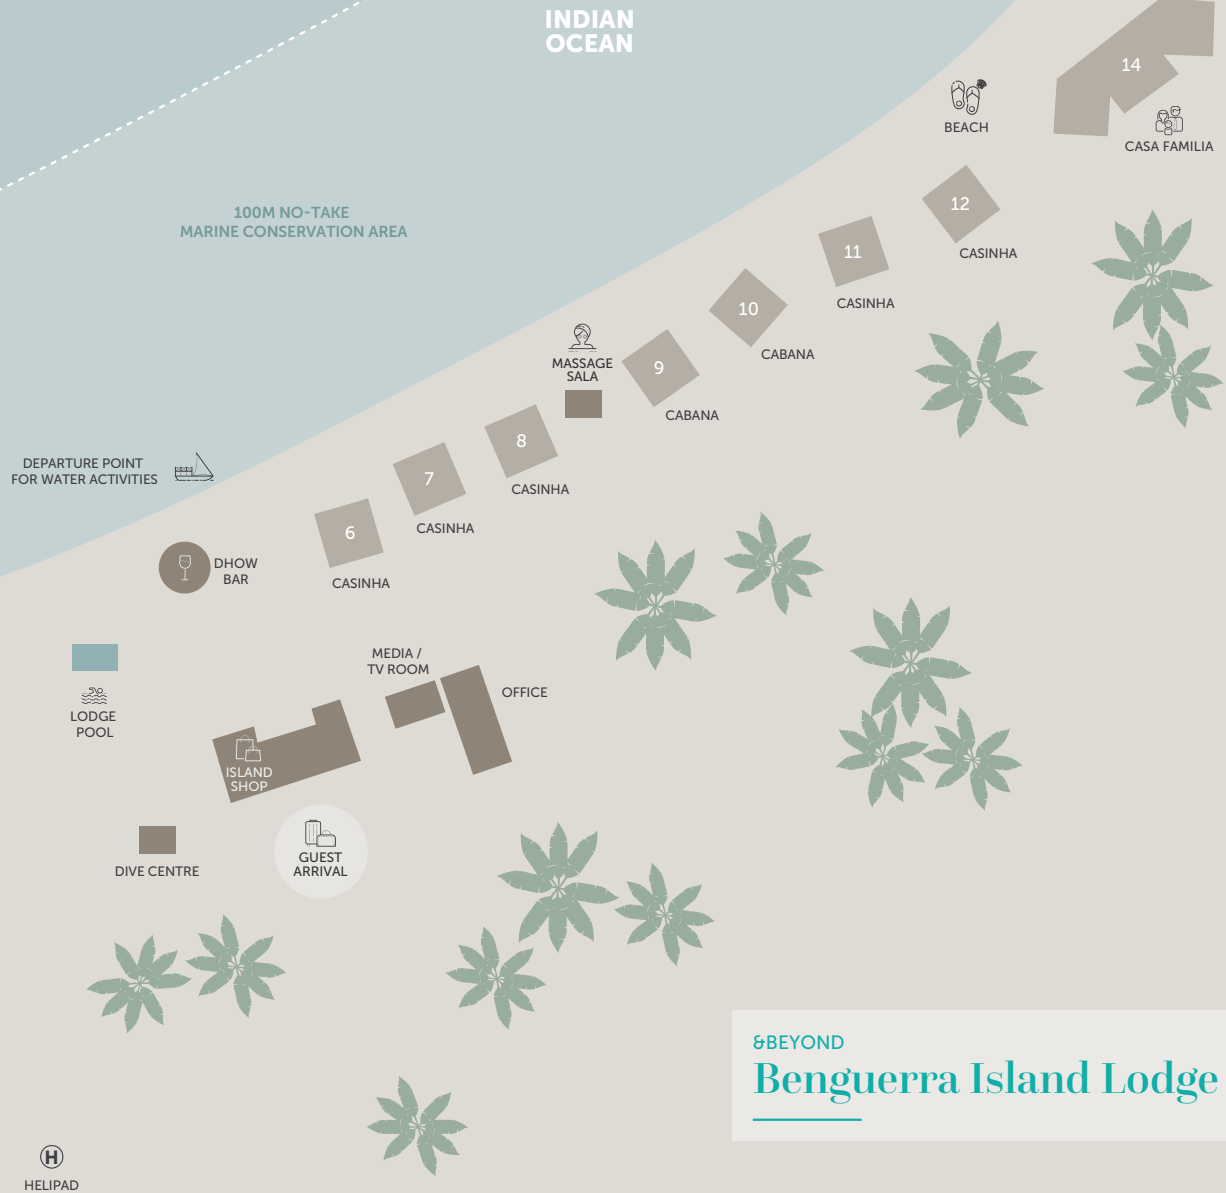 INDIAN
OCEAN
14
BEACH
CASA FAMILIA
12
100M NO-TAKE
MARINE CONSERVATION AREA
CASINHA
11
CASINHA
10
CABANA
MASSAGE
SALA
9
CABANA
8
CASINHA
DEPARTURE POINT
FOR WATER ACTIVITIES
7
CASINHA
6
CASINHA
DHOW
BAR
MEDIA /
TV ROOM
OFFICE
LODGE
POOL
ISLAND
SHOP
GUEST
ARRIVAL
DIVE CENTRE
&BEYOND
Benguerra Island Lodge
H
HELIPAD